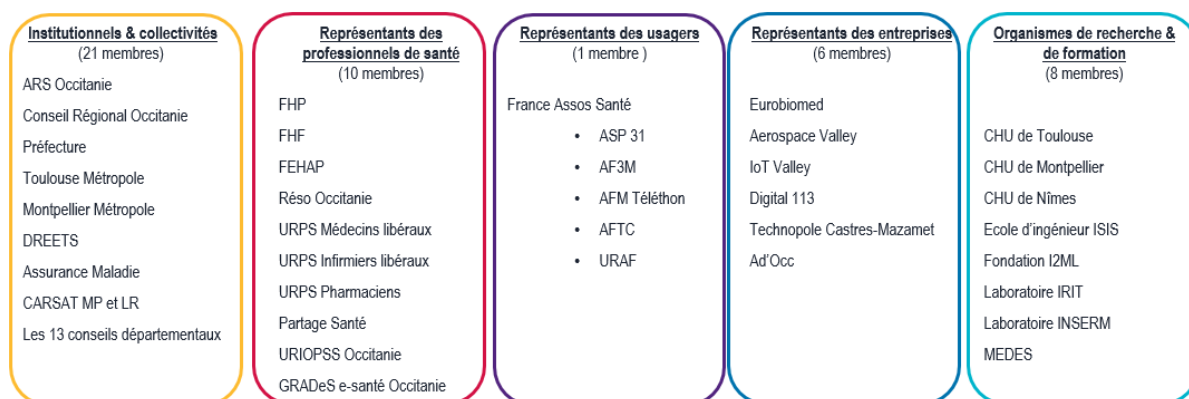 Institutionnels & collectivités
(21 membres)
ARS Occitanie
Conseil Régional Occitanie
Préfecture
Toulouse Métropole
Montpellier Métropole
DREETS
Assurance Maladie
CARSAT MP et LR
Les 13 conseils départementaux
Représentants des
professionnels de santé
(10 membres)
FHP
FHF
FEHAP
Réso Occitanie
URPS Médecins libéraux
URPS Infirmiers libéraux
URPS Pharmaciens
Partage Santé
URIOPSS Occitanie
GRADeS e-santé Occitanie
Représentants des usagers
(1 membre )
France Assos Santé
• ASP 31
• AF3M
• AFM Téléthon
• AFTC
• URAF
Représentants des entreprises
(6 membres)
Eurobiomed
Aerospace Valley
IoT Valley
Digital 113
Technopole Castres-Mazamet
Ad'Occ
Organismes de recherche &
de formation
(8 membres)
CHU de Toulouse
CHU de Montpellier
CHU de Nîmes
Ecole d'ingénieur ISIS
Fondation I2ML
Laboratoire IRIT
Laboratoire INSERM
MEDES